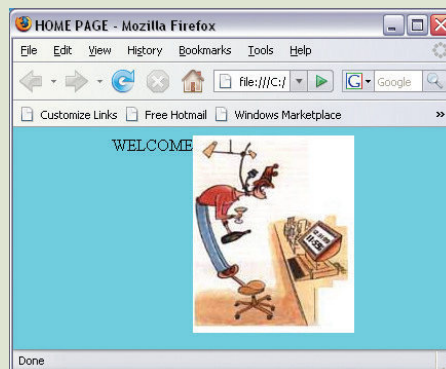 HOME PAGE - Mozilla Firefox
File Edit View History Bookmarks Tools Help
file:///C:/ G Google
Customize Links Free Hotmail Windows Marketplace »
WELCOME
Done